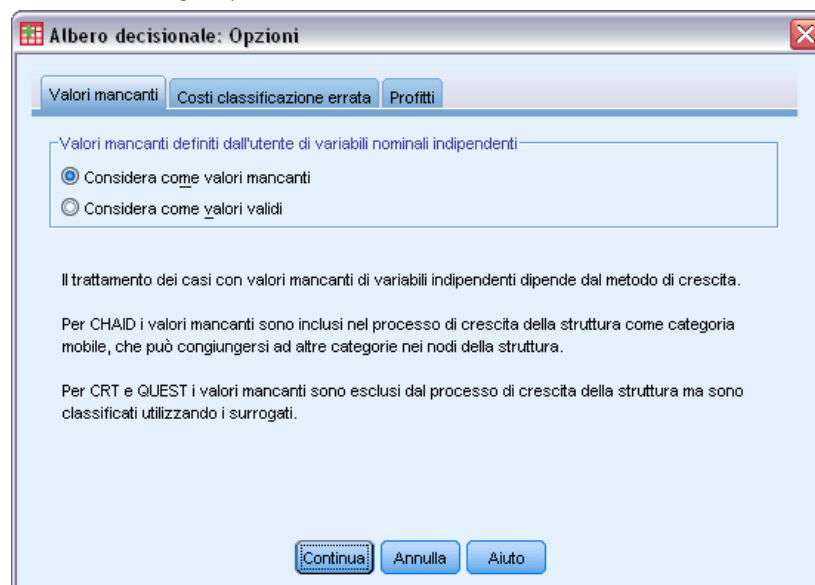 Albero decisionale: Opzioni
Valori mancanti Costi classificazione errata Profitti
Valori mancanti definiti dall'utente di variabili nominali indipendenti
Considera come valori mancanti
Considera come valori validi
Il trattamento dei casi con valori mancanti di variabili indipendenti dipende dal metodo di crescita.
Per CHAID i valori mancanti sono inclusi nel processo di crescita della struttura come categoria
mobile, che può congiungersi ad altre categorie nei nodi della struttura.
Per CRT e QUEST i valori mancanti sono esclusi dal processo di crescita della struttura ma sono
classificati utilizzando i surrogati.
Continua Annulla Aiuto